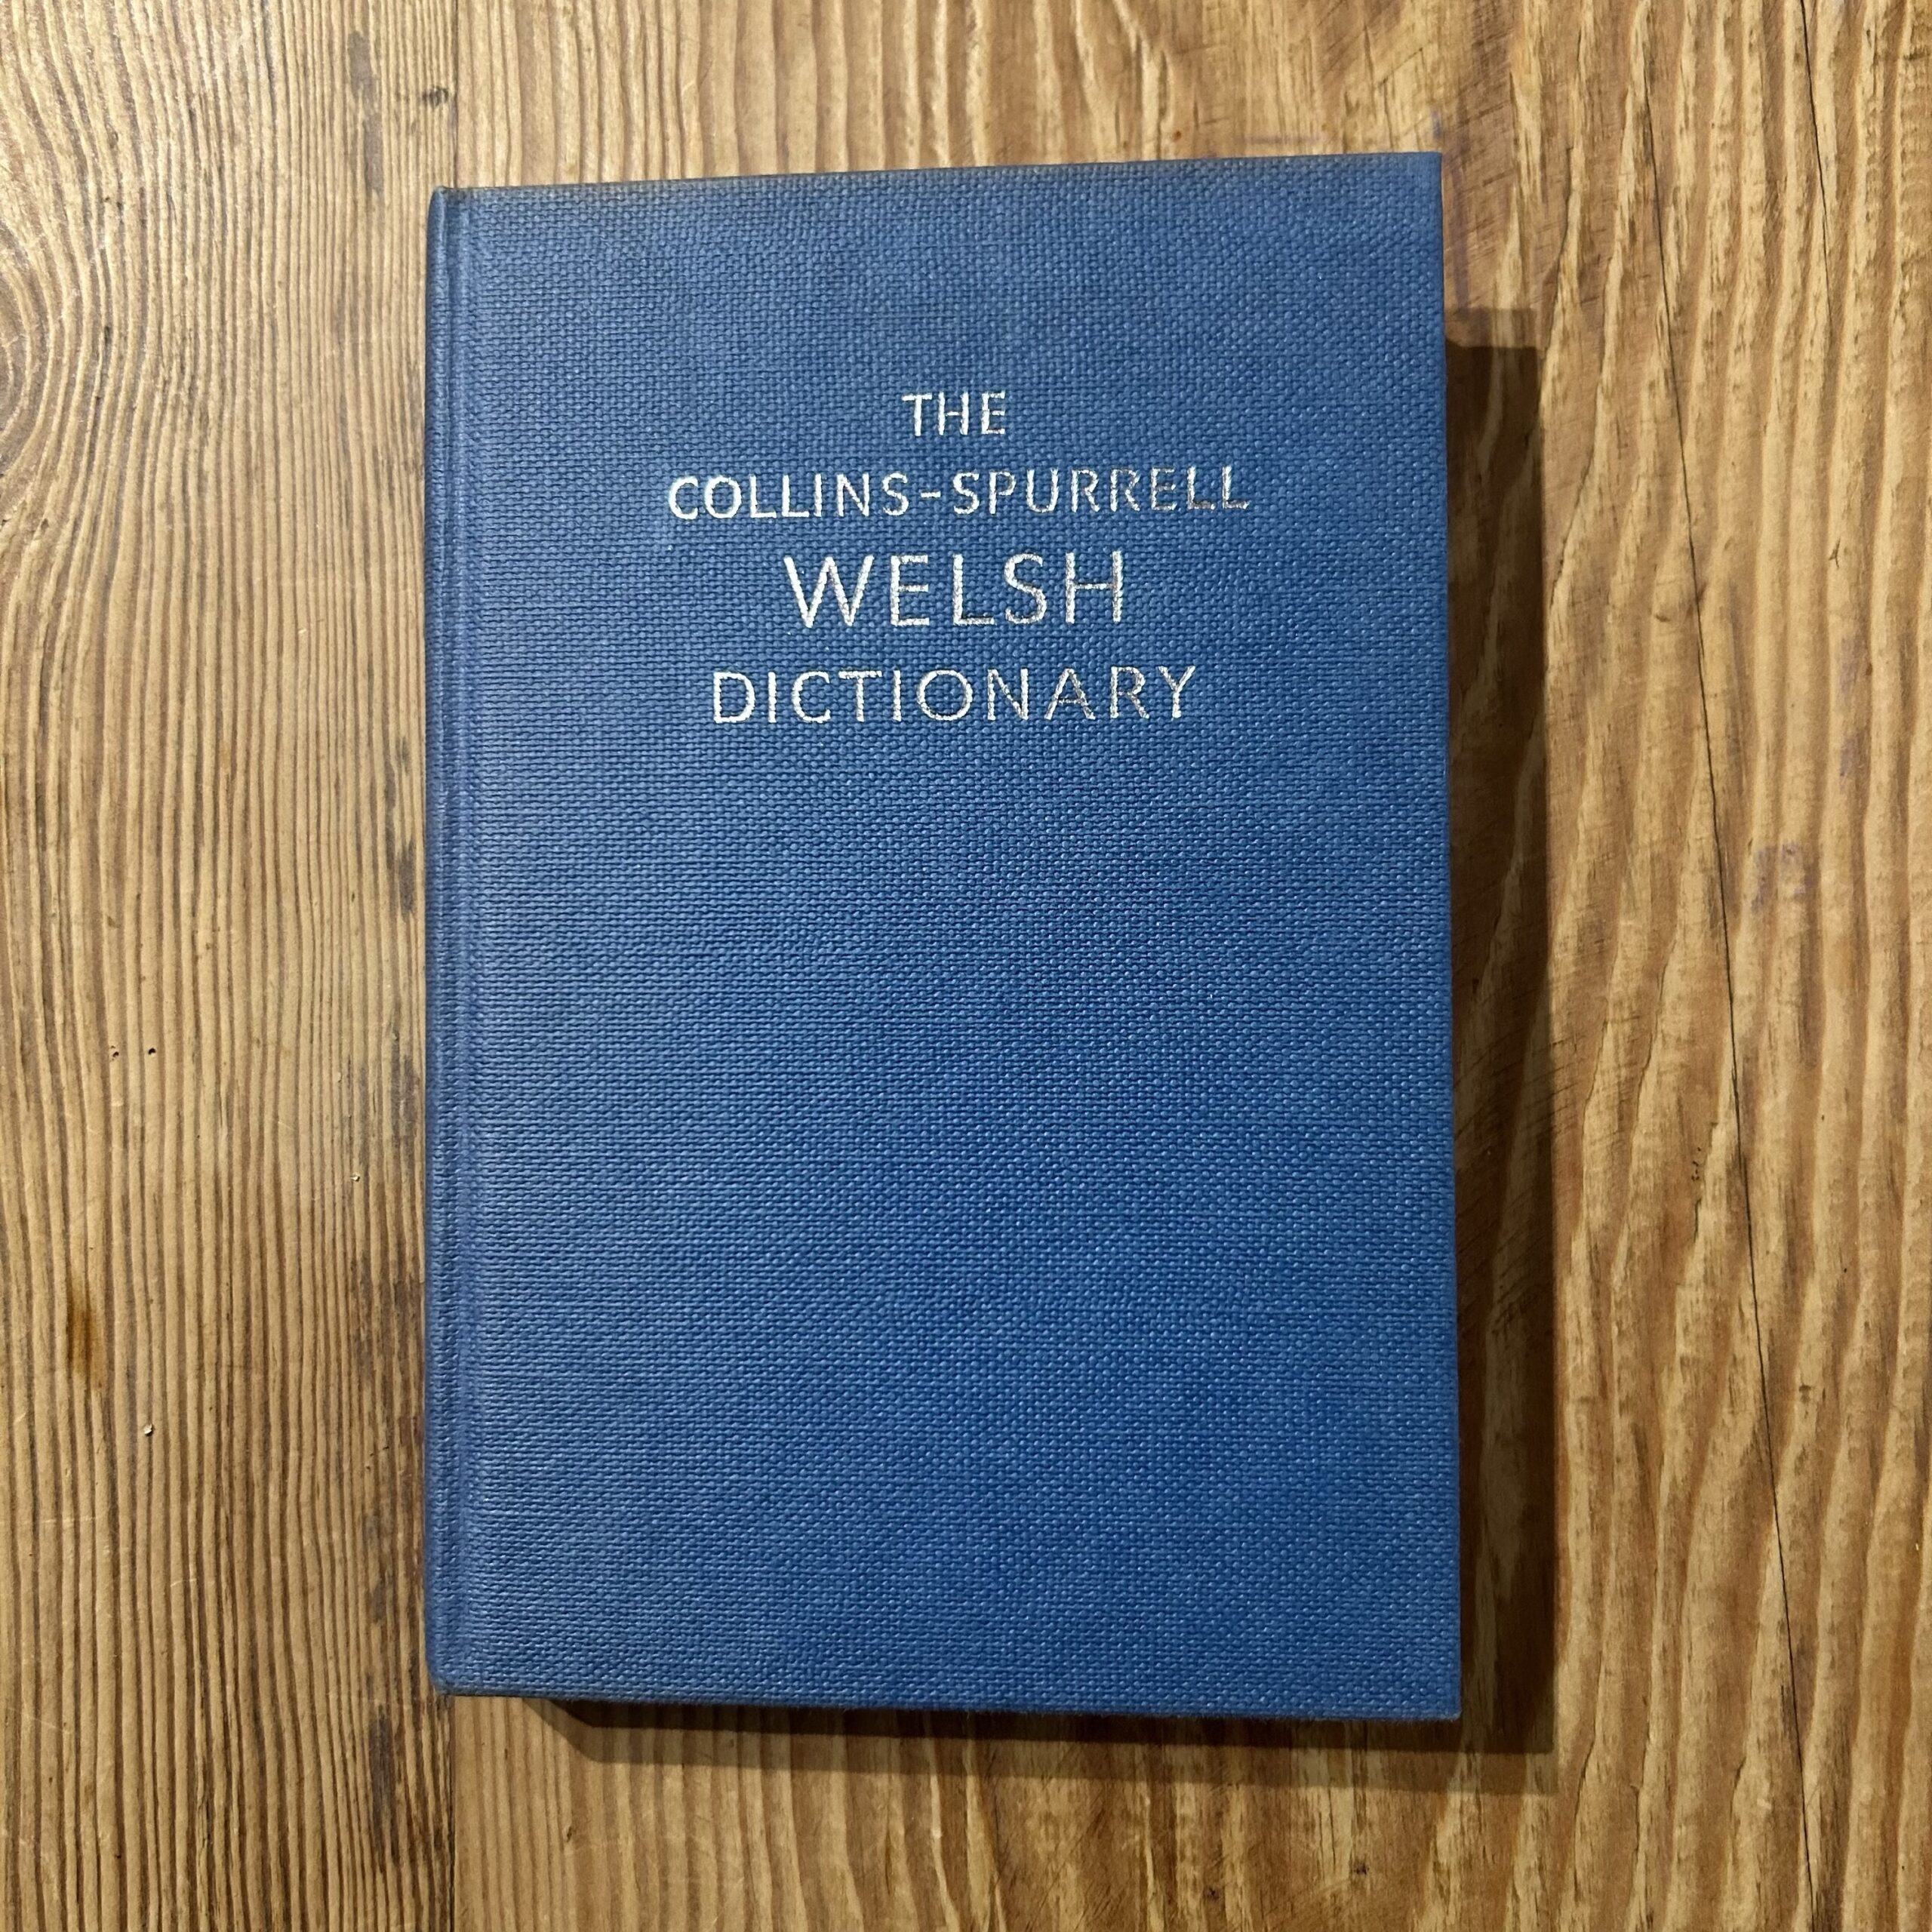 THE
COLLINS-SPURRELL
WELSH
DICTIONARY